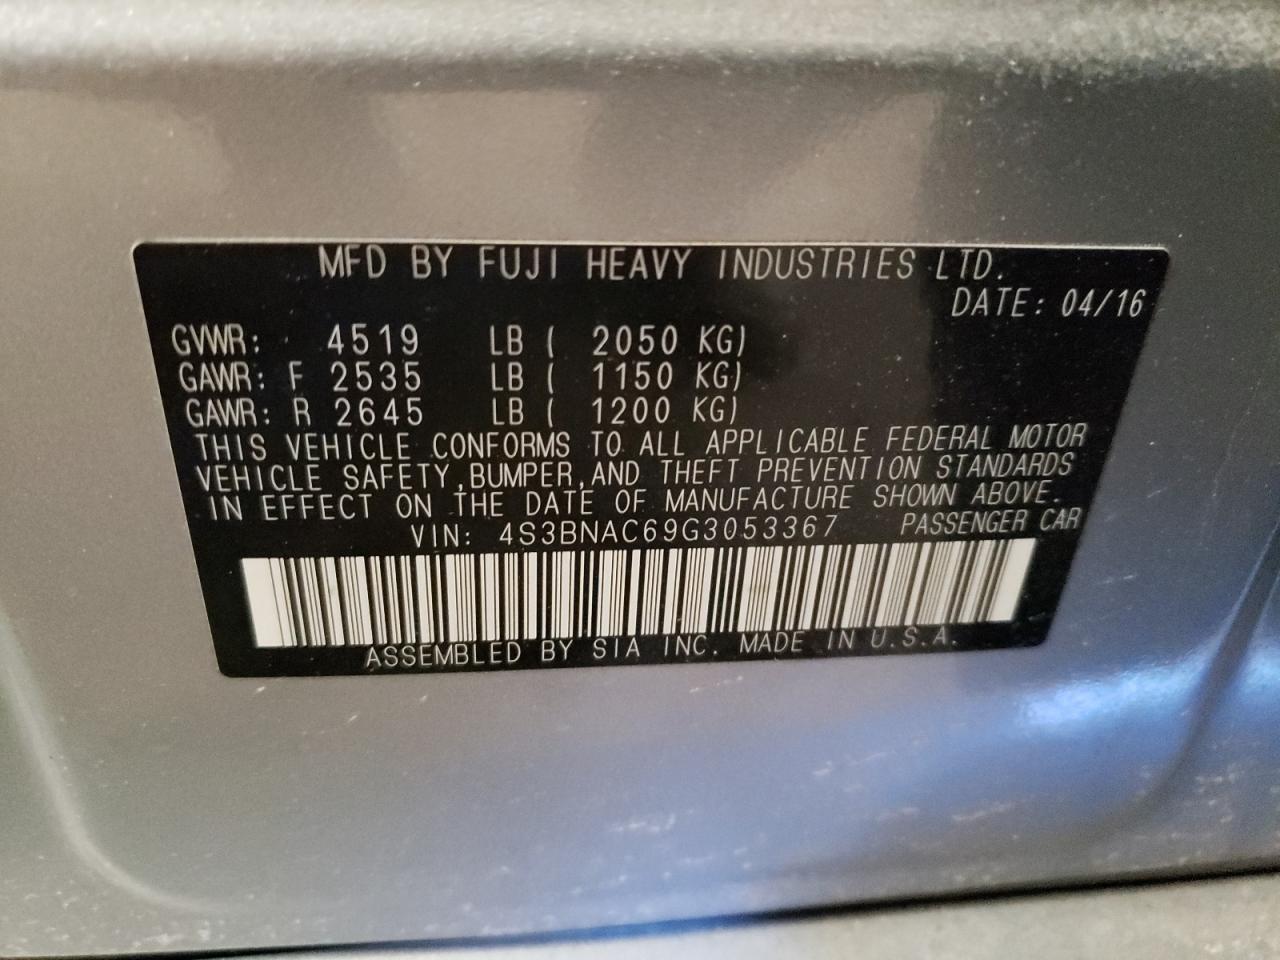 MFD BY FUJI HEAVY INDUSTRIES LTD.
DATE: 04/16
GVWR: 4519 LB ( 2050 KG)
GAWR: F 2535 LB ( 1150 KG)
GAWR: R 2645 LB ( 1200 KG)
THIS VEHICLE CONFORMS TO ALL APPLICABLE FEDERAL MOTOR
VEHICLE SAFETY, BUMPER, AND THEFT PREVENTION STANDARDS
IN EFFECT ON THE DATE OF MANUFACTURE SHOWN ABOVE.
VIN: 4S3BNAC69G3053367 PASSENGER CAR
ASSEMBLED BY SIA INC. MADE IN U.S.A.